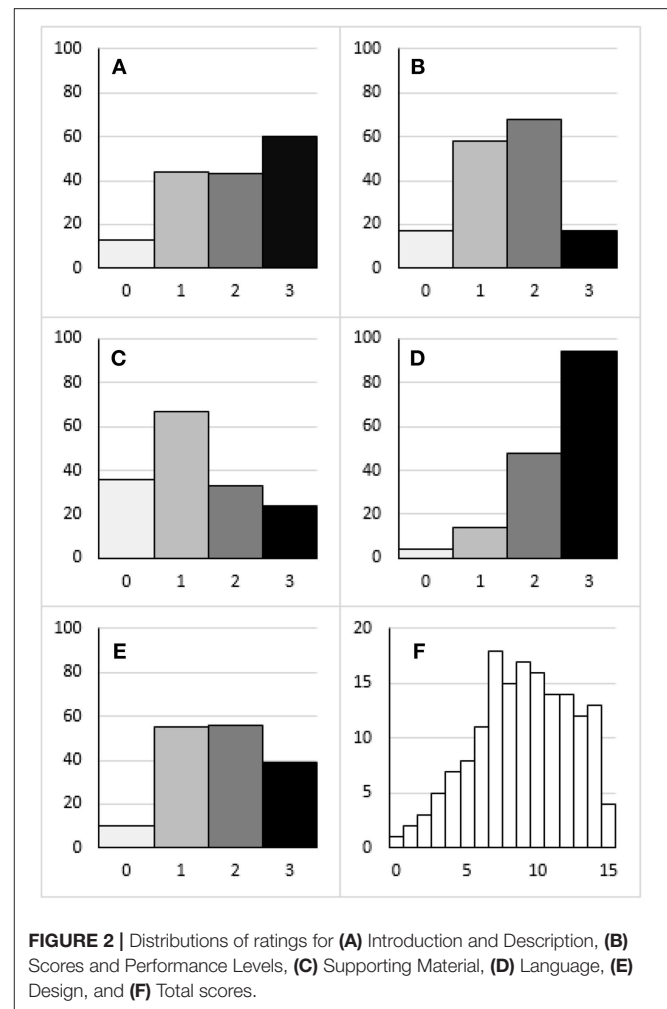 100
80
60
40
20
0
A
0 1 2 3
100
80
60
40
20
0
B
0 1 2 3
100
80
60
40
20
0
C
0 1 2 3
100
80
60
40
20
0
D
0 1 2 3
100
80
60
40
20
0
E
0 1 2 3
20
15
10
5
0
F
0 5 10 15
FIGURE 2 | Distributions of ratings for (A) Introduction and Description, (B)
Scores and Performance Levels, (C) Supporting Material, (D) Language, (E)
Design, and (F) Total scores.